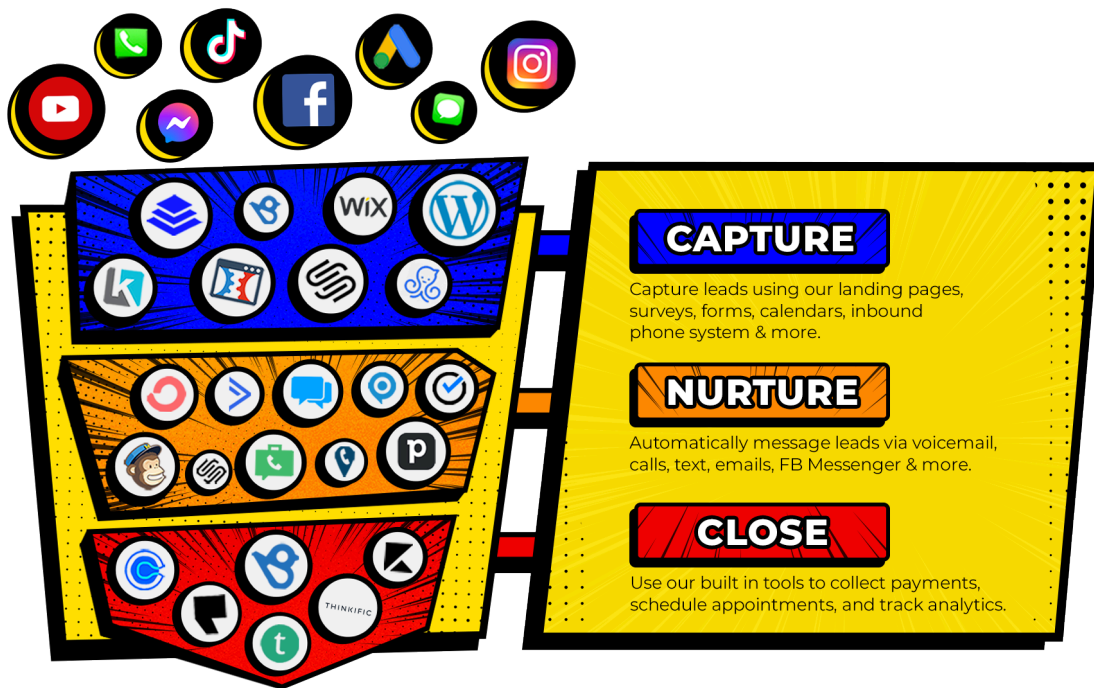 WiX
CAPTURE
Capture leads using our landing pages,
surveys, forms, calendars, inbound
phone system & more.
NURTURE
Automatically message leads via voicemail,
calls, text, emails, FB Messenger & more.
CLOSE
Use our built in tools to collect payments,
schedule appointments, and track analytics.
THINKIFIC